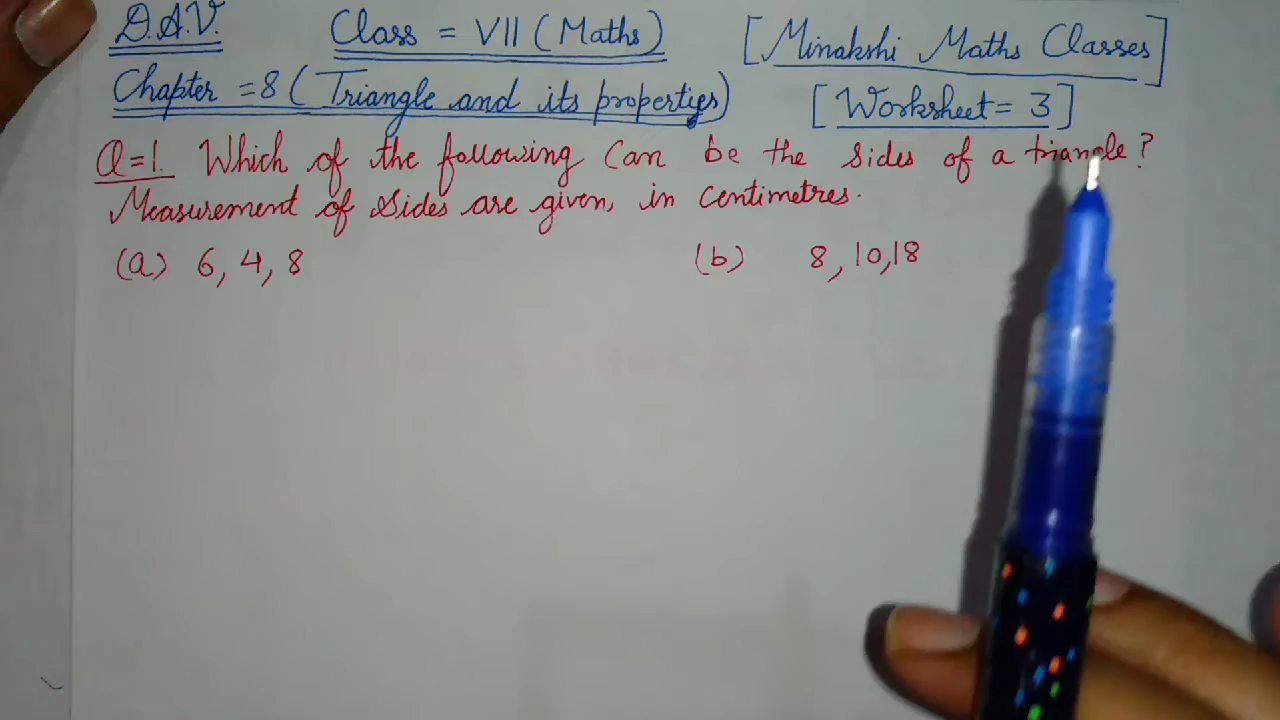 D.A.V. Class = VII (Maths) [Minakshi Maths Classes]
Chapter = 8 (Triangle and its properties) [Worksheet = 3]
Q=1. Which of the following Can be the sides of a triangle?
Measurement of Sides are given, in Centimetres.
(a) 6, 4, 8 (b) 8, 10, 18